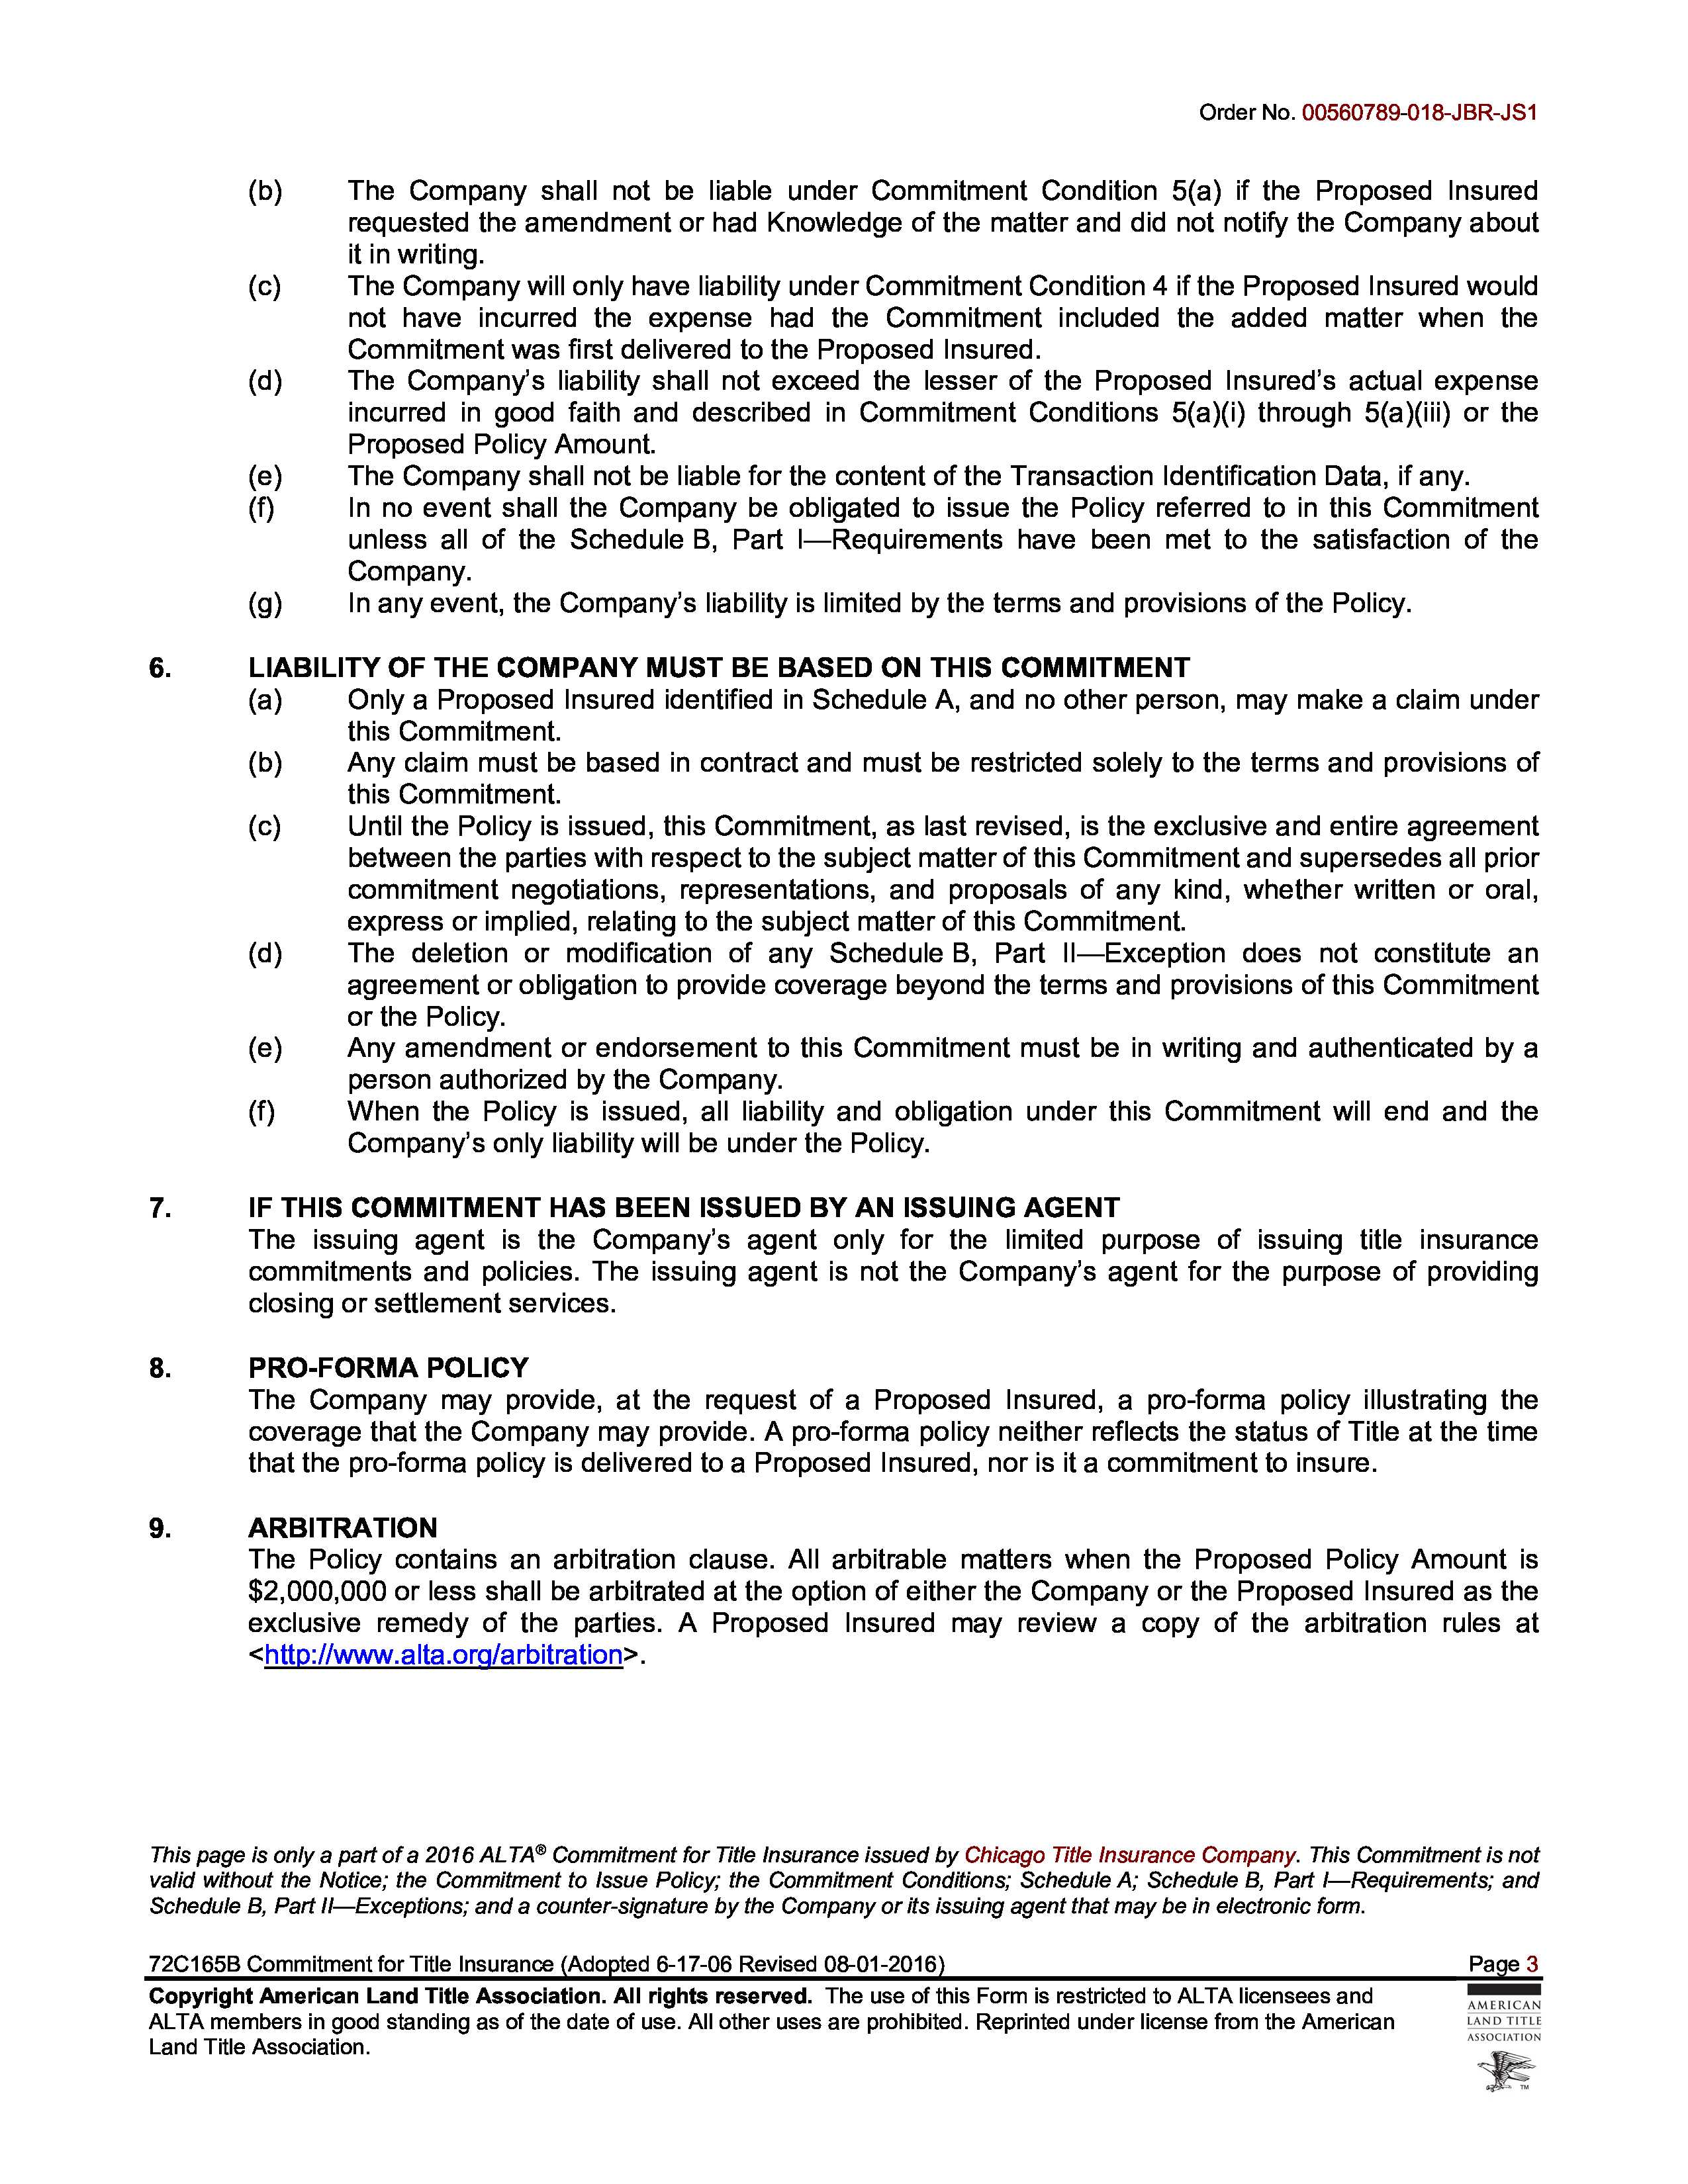 Order No. 00560789-018-JBR-JS1
(b) The Company shall not be liable under Commitment Condition 5(a) if the Proposed Insured
requested the amendment or had Knowledge of the matter and did not notify the Company about
it in writing.
(c) The Company will only have liability under Commitment Condition 4 if the Proposed Insured would
not have incurred the expense had the Commitment included the added matter when the
Commitment was first delivered to the Proposed Insured.
(d) The Company’s liability shall not exceed the lesser of the Proposed Insured’s actual expense
incurred in good faith and described in Commitment Conditions 5(a)(i) through 5(a)(iii) or the
Proposed Policy Amount.
(e) The Company shall not be liable for the content of the Transaction Identification Data, if any.
(f) In no event shall the Company be obligated to issue the Policy referred to in this Commitment
unless all of the Schedule B, Part I—Requirements have been met to the satisfaction of the
Company.
(g) In any event, the Company’s liability is limited by the terms and provisions of the Policy.
6. LIABILITY OF THE COMPANY MUST BE BASED ON THIS COMMITMENT
(a) Only a Proposed Insured identified in Schedule A, and no other person, may make a claim under
this Commitment.
(b) Any claim must be based in contract and must be restricted solely to the terms and provisions of
this Commitment.
(c) Until the Policy is issued, this Commitment, as last revised, is the exclusive and entire agreement
between the parties with respect to the subject matter of this Commitment and supersedes all prior
commitment negotiations, representations, and proposals of any kind, whether written or oral,
express or implied, relating to the subject matter of this Commitment.
(d) The deletion or modification of any Schedule B, Part II—Exception does not constitute an
agreement or obligation to provide coverage beyond the terms and provisions of this Commitment
or the Policy.
(e) Any amendment or endorsement to this Commitment must be in writing and authenticated by a
person authorized by the Company.
(f) When the Policy is issued, all liability and obligation under this Commitment will end and the
Company’s only liability will be under the Policy.
7. IF THIS COMMITMENT HAS BEEN ISSUED BY AN ISSUING AGENT
The issuing agent is the Company’s agent only for the limited purpose of issuing title insurance
commitments and policies. The issuing agent is not the Company’s agent for the purpose of providing
closing or settlement services.
8. PRO-FORMA POLICY
The Company may provide, at the request of a Proposed Insured, a pro-forma policy illustrating the
coverage that the Company may provide. A pro-forma policy neither reflects the status of Title at the time
that the pro-forma policy is delivered to a Proposed Insured, nor is it a commitment to insure.
9. ARBITRATION
The Policy contains an arbitration clause. All arbitrable matters when the Proposed Policy Amount is
$2,000,000 or less shall be arbitrated at the option of either the Company or the Proposed Insured as the
exclusive remedy of the parties. A Proposed Insured may review a copy of the arbitration rules at
<http://www.alta.org/arbitration>.
This page is only a part of a 2016 ALTA® Commitment for Title Insurance issued by Chicago Title Insurance Company. This Commitment is not
valid without the Notice; the Commitment to Issue Policy; the Commitment Conditions; Schedule A; Schedule B, Part I—Requirements; and
Schedule B, Part II—Exceptions; and a counter-signature by the Company or its issuing agent that may be in electronic form.
72C165B Commitment for Title Insurance (Adopted 6-17-06 Revised 08-01-2016) Page 3
Copyright American Land Title Association. All rights reserved. The use of this Form is restricted to ALTA licensees and
ALTA members in good standing as of the date of use. All other uses are prohibited. Reprinted under license from the American
Land Title Association.
AMERICAN
LAND TITLE
ASSOCIATION
TM